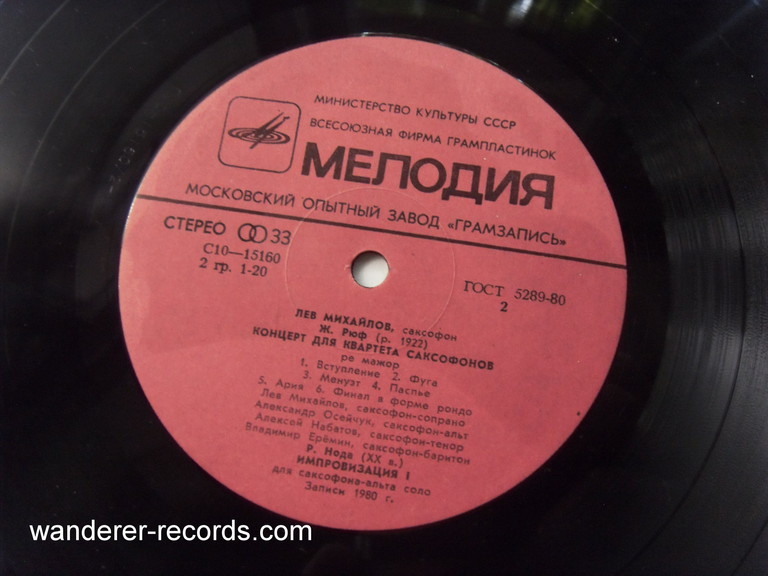 МИНИСТЕРСТВО КУЛЬТУРЫ СССР
ВСЕСОЮЗНАЯ ФИРМА ГРАМПЛАСТИНОК
МЕЛОДИЯ
МОСКОВСКИЙ ОПЫТНЫЙ ЗАВОД «ГРАМЗАПИСЬ»
СТЕРЕО 33
С10—15160
2 гр. 1-20
ГОСТ 5289-80
2
ЛЕВ МИХАЙЛОВ, саксофон
Ж. Рюф (р. 1922)
КОНЦЕРТ ДЛЯ КВАРТЕТА САКСОФОНОВ
ре мажор
1. Вступление 2. Фуга
3. Менуэт 4. Паспье
5. Ария 6. Финал в форме рондо
Лев Михайлов, саксофон-сопрано
Александр Осейчук, саксофон-альт
Алексей Набатов, саксофон-тенор
Владимир Ерёмин, саксофон-баритон
Р. Нода (XX в.)
ИМПРОВИЗАЦИЯ I
для саксофона-альта соло
Записи 1980 г.
wanderer-records.com